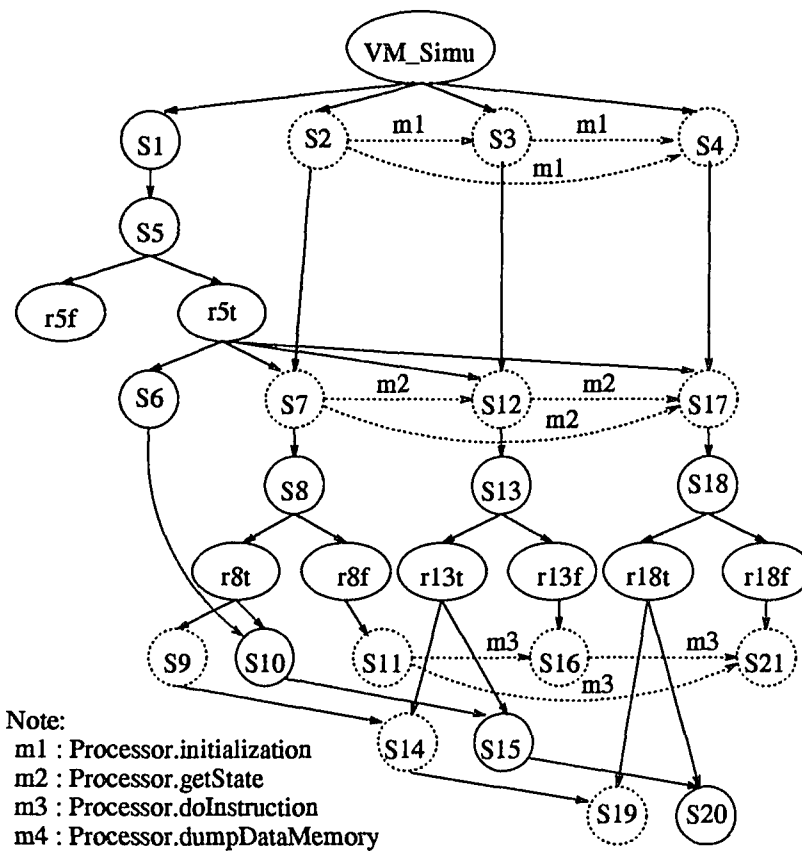 VM_Simu
S1
S2
m1
S3
m1
S4
m1
S5
r5f
r5t
S6
S7
m2
S12
m2
S17
m2
S8
S13
S18
r8t
r8f
r13t
r13f
r18t
r18f
S9
S10
S11
m3
S16
m3
S21
m3
S14
S15
S19
S20
Note:
m1 : Processor.initialization
m2 : Processor.getState
m3 : Processor.doInstruction
m4 : Processor.dumpDataMemory